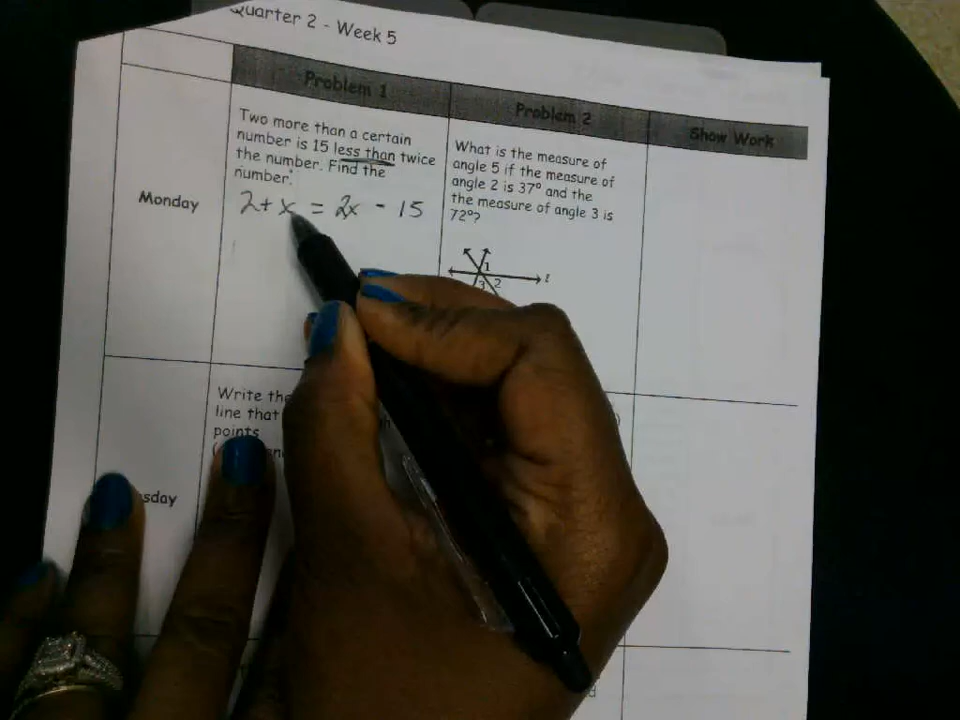 Quarter 2 - Week 5
Problem 1
Problem 2
Show Work
Monday
Two more than a certain
number is 15 less than twice
the number. Find the
number.
2+x = 2x - 15
What is the measure of
angle 5 if the measure of
angle 2 is 37° and the
the measure of angle 3 is
72°?
1
2
3
l
Write the
line that
points